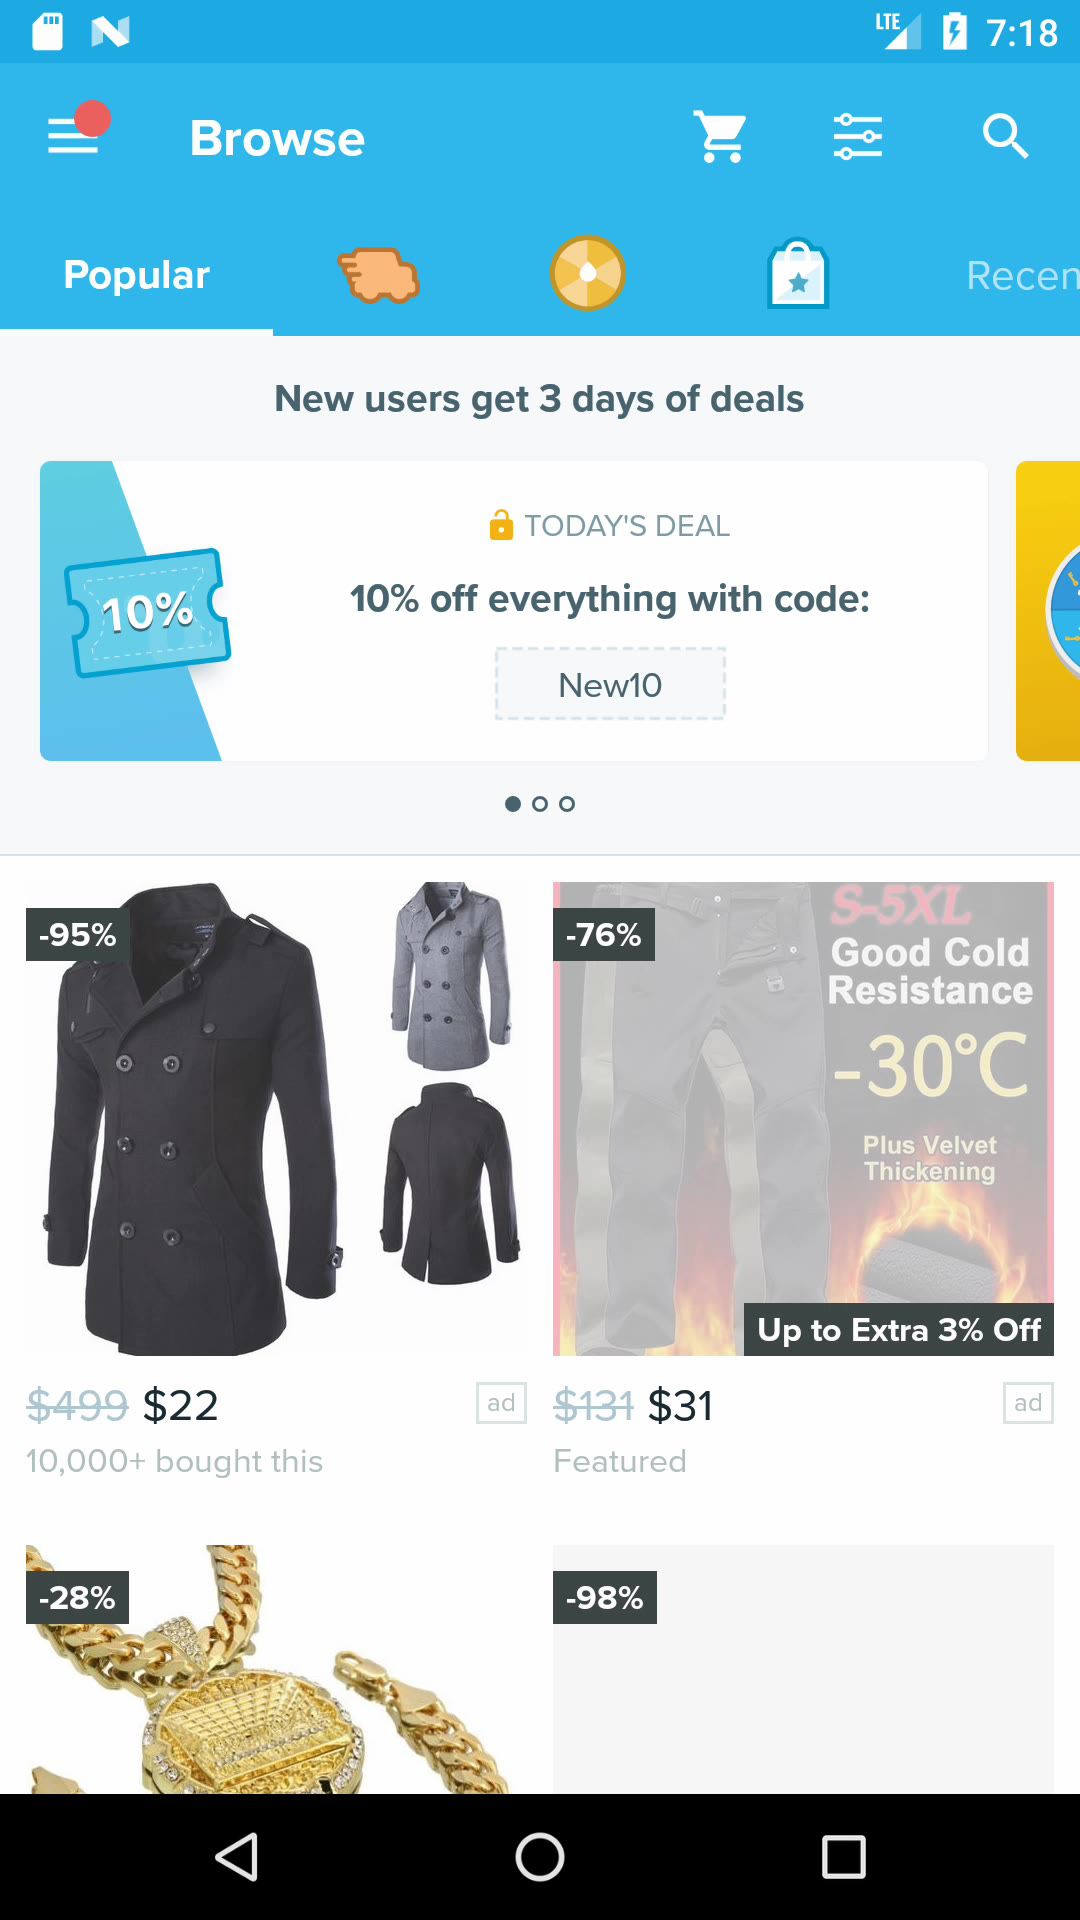 LTE 7:18
Browse
Popular
Recen
New users get 3 days of deals
TODAY'S DEAL
10%
10% off everything with code:
New10
-95%
-76%
S-5XL
Good Cold
Resistance
-30°C
Plus Velvet
Thickening
Up to Extra 3% Off
$499 $22 ad
10,000+ bought this
$131 $31 ad
Featured
-28%
-98%